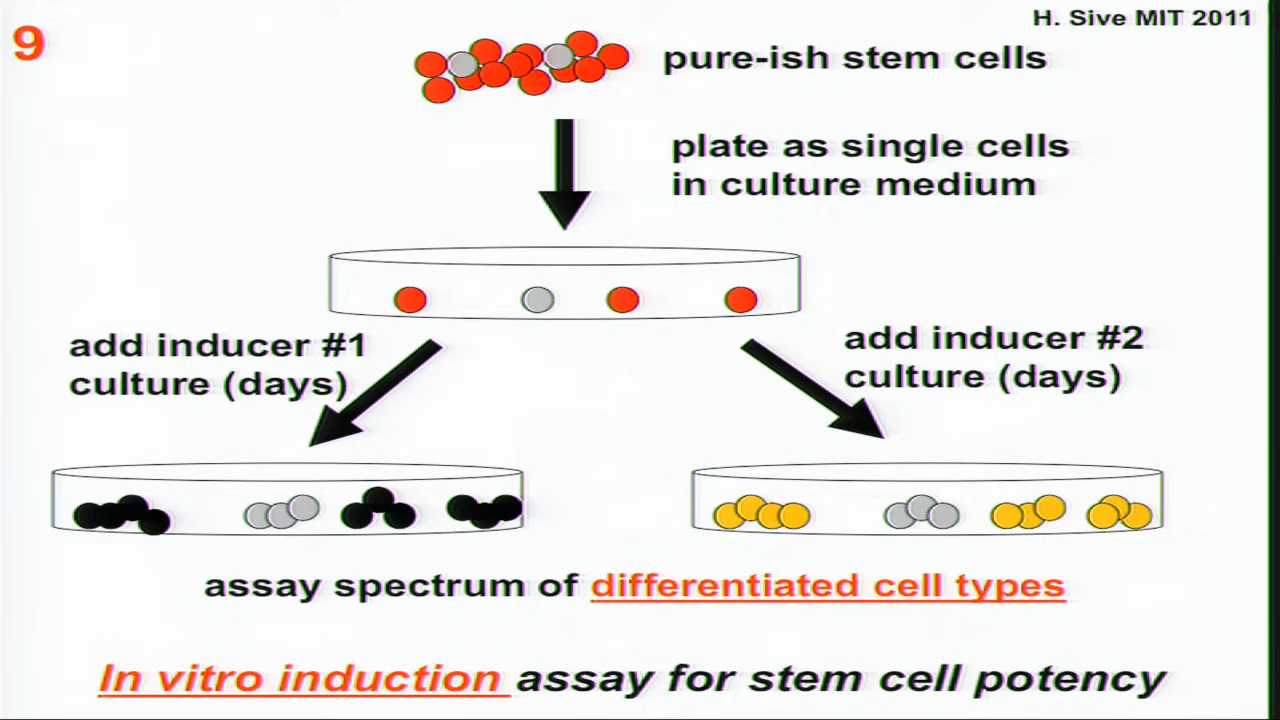 H. Sive MIT 2011
9
pure-ish stem cells
plate as single cells
in culture medium
add inducer #1
culture (days)
add inducer #2
culture (days)
assay spectrum of differentiated cell types
In vitro induction assay for stem cell potency